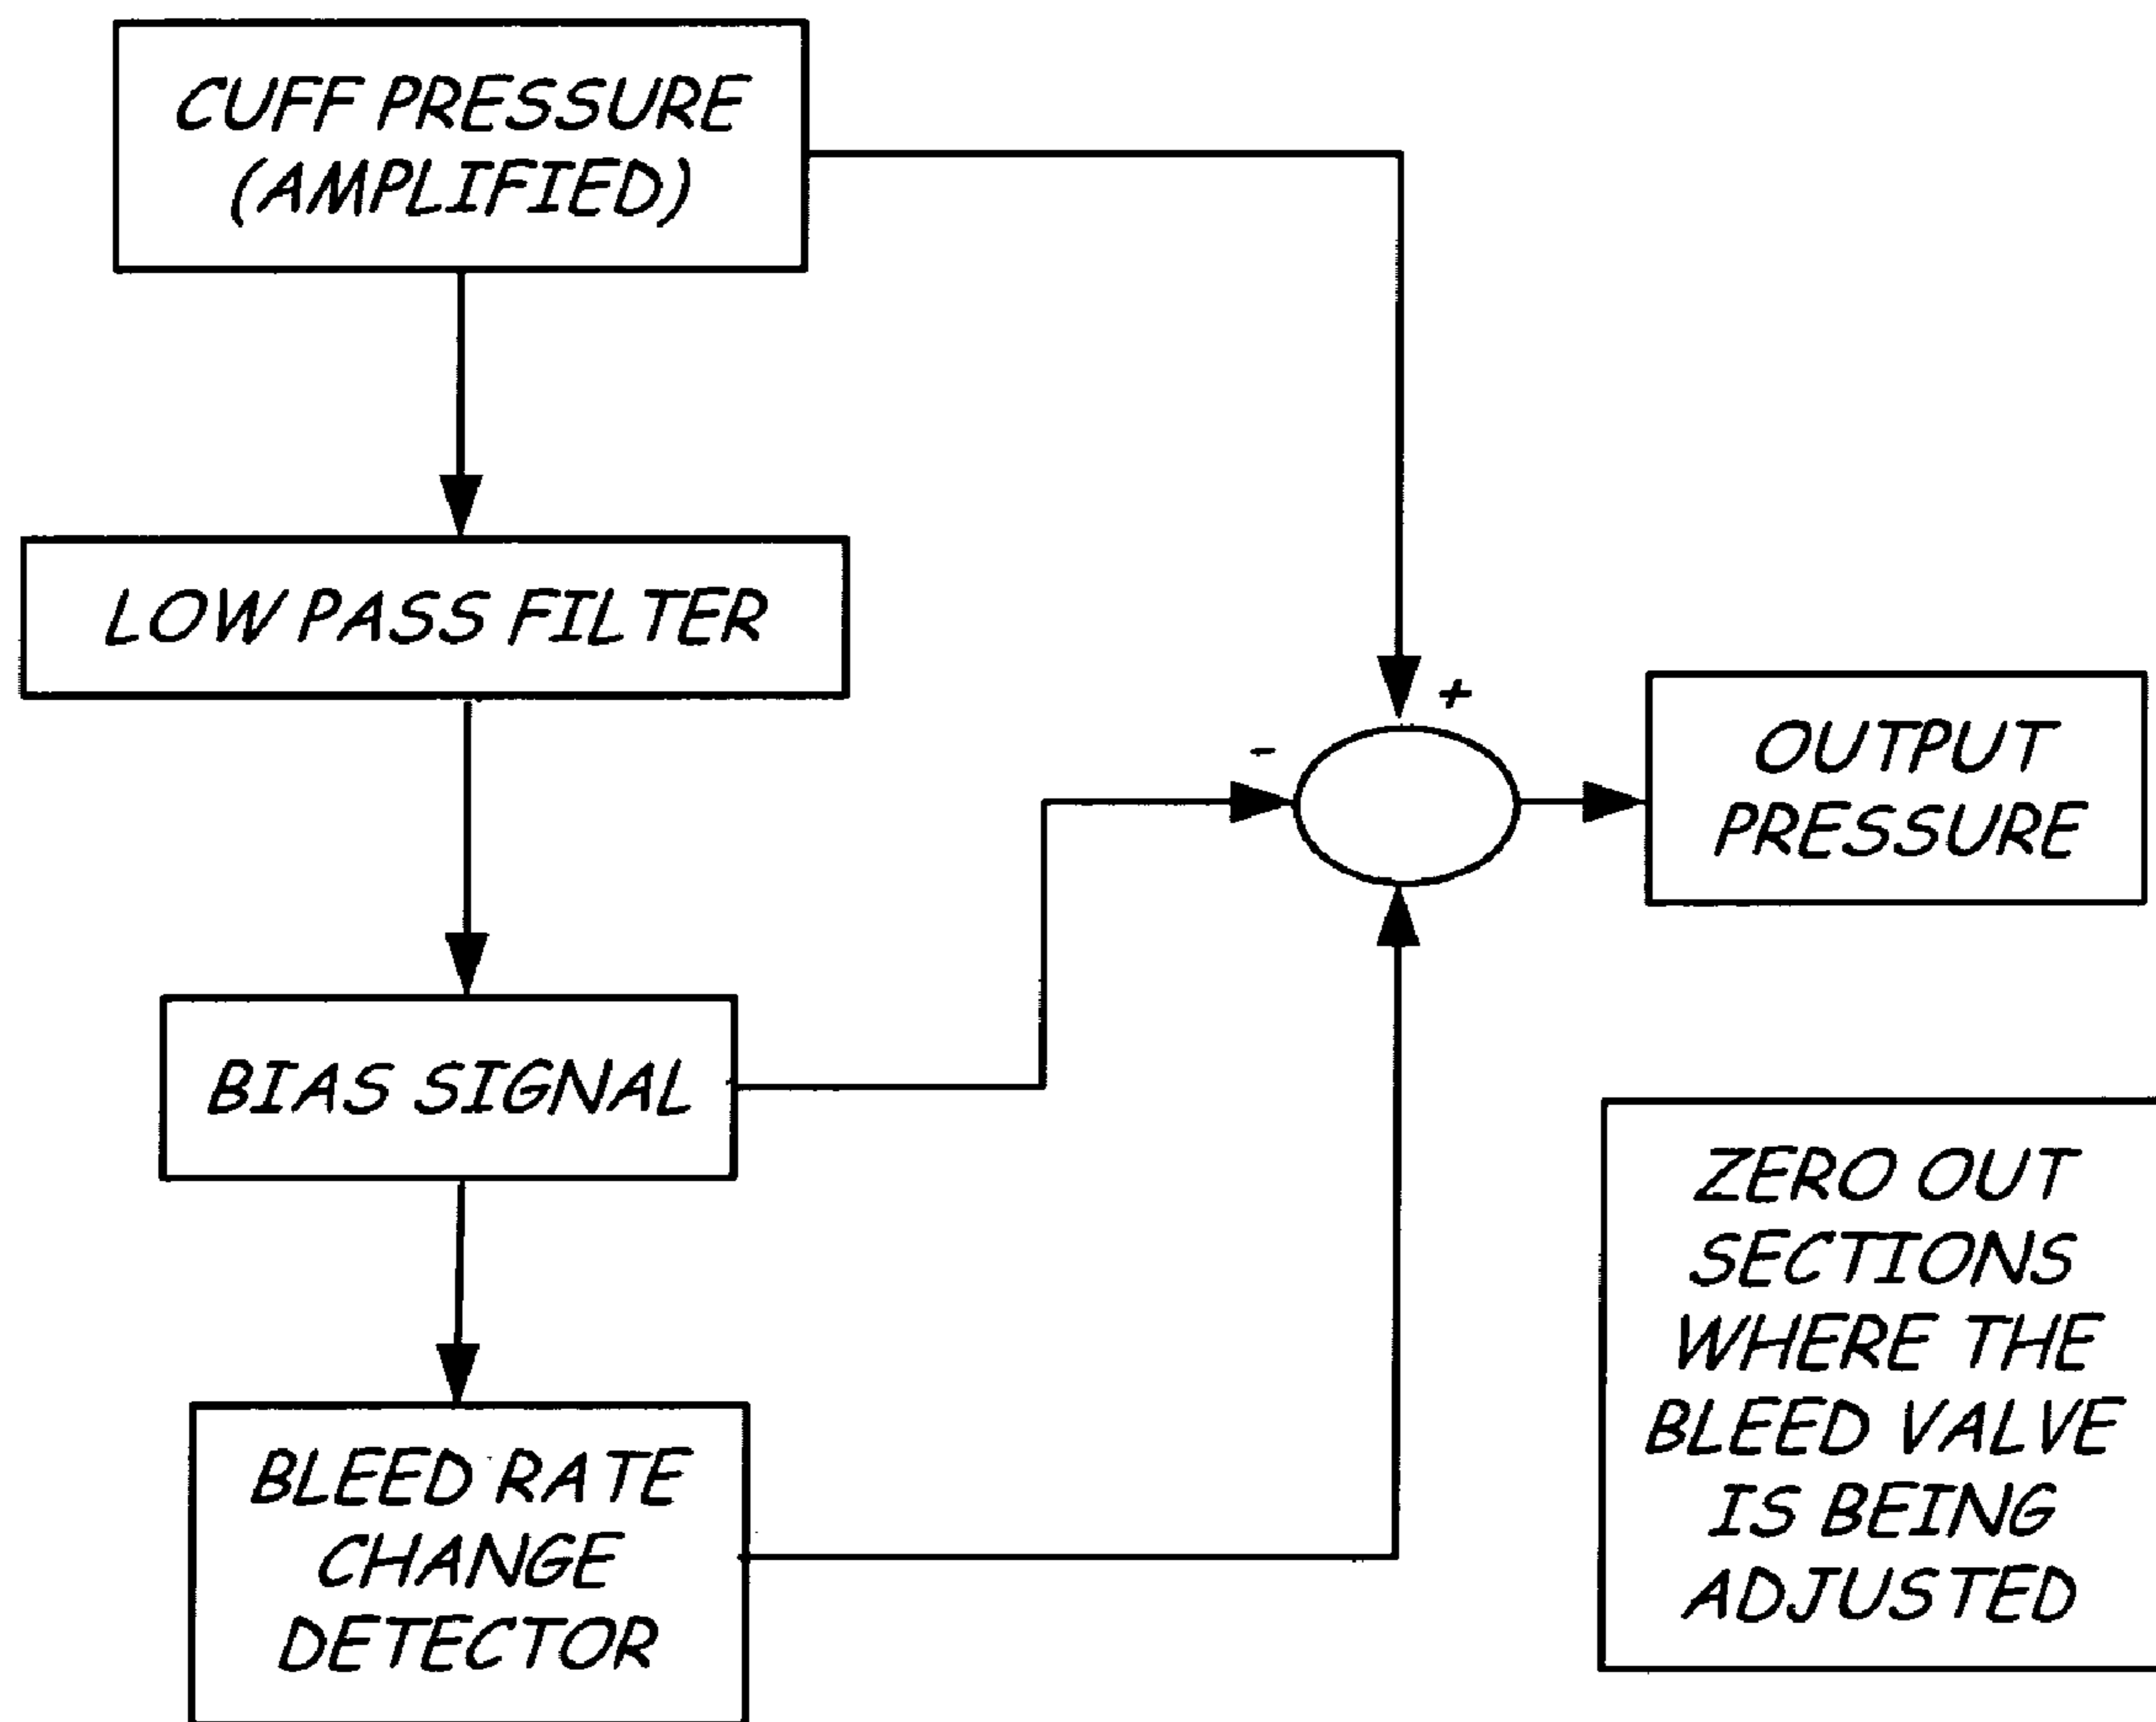 CUFF PRESSURE
(AMPLIFIED)
LOW PASS FILTER
+
-
OUTPUT
PRESSURE
BIAS SIGNAL
ZERO OUT
SECTIONS
WHERE THE
BLEED VALVE
IS BEING
ADJUSTED
BLEED RATE
CHANGE
DETECTOR